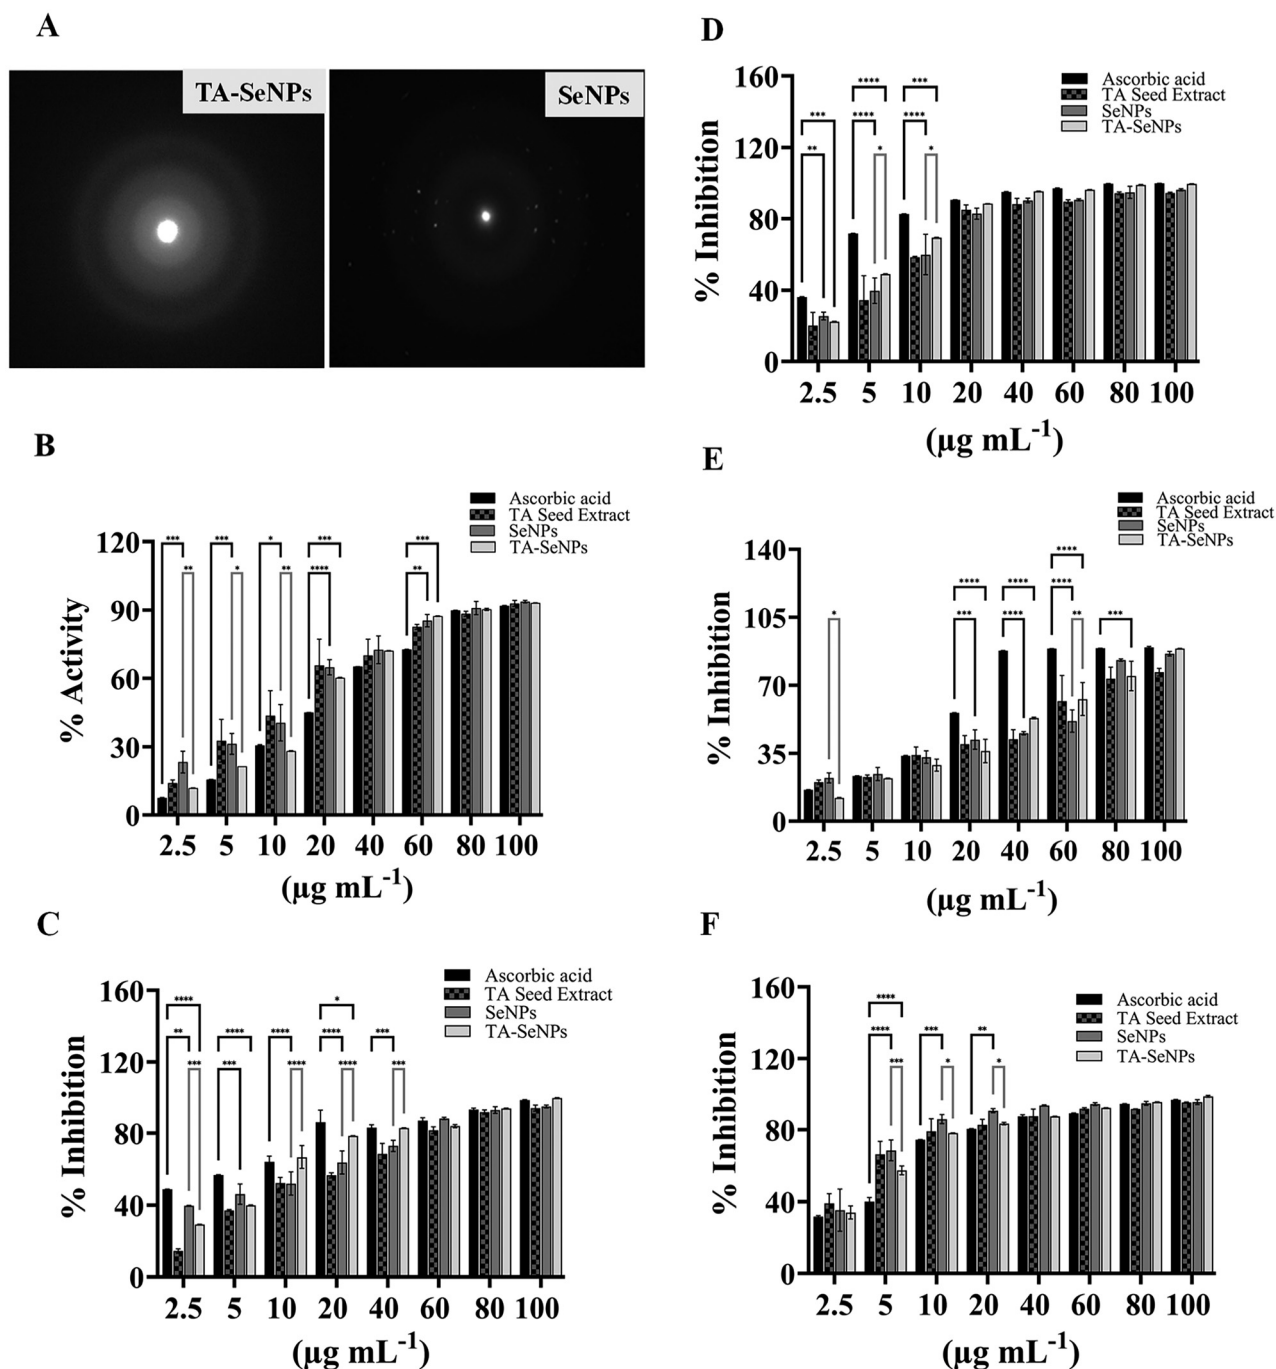 A
TA-SeNPs
SeNPs
B
Ascorbic acid
TA Seed Extract
SeNPs
TA-SeNPs
% Activity
120
90
60
30
0
*** ** *** * * ** *** **** *** **
2.5 5 10 20 40 60 80 100
(µg mL-1)
C
Ascorbic acid
TA Seed Extract
SeNPs
TA-SeNPs
% Inhibition
160
120
80
40
0
**** ** *** **** *** **** **** * **** **** *** ***
2.5 5 10 20 40 60 80 100
(µg mL-1)
D
Ascorbic acid
TA Seed Extract
SeNPs
TA-SeNPs
% Inhibition
160
120
80
40
0
*** ** **** **** * *** **** *
2.5 5 10 20 40 60 80 100
(µg mL-1)
E
Ascorbic acid
TA Seed Extract
SeNPs
TA-SeNPs
% Inhibition
140
105
70
35
0
* **** *** **** **** **** **** ** ***
2.5 5 10 20 40 60 80 100
(µg mL-1)
F
Ascorbic acid
TA Seed Extract
SeNPs
TA-SeNPs
% Inhibition
160
120
80
40
0
**** **** *** *** * ** *
2.5 5 10 20 40 60 80 100
(µg mL-1)